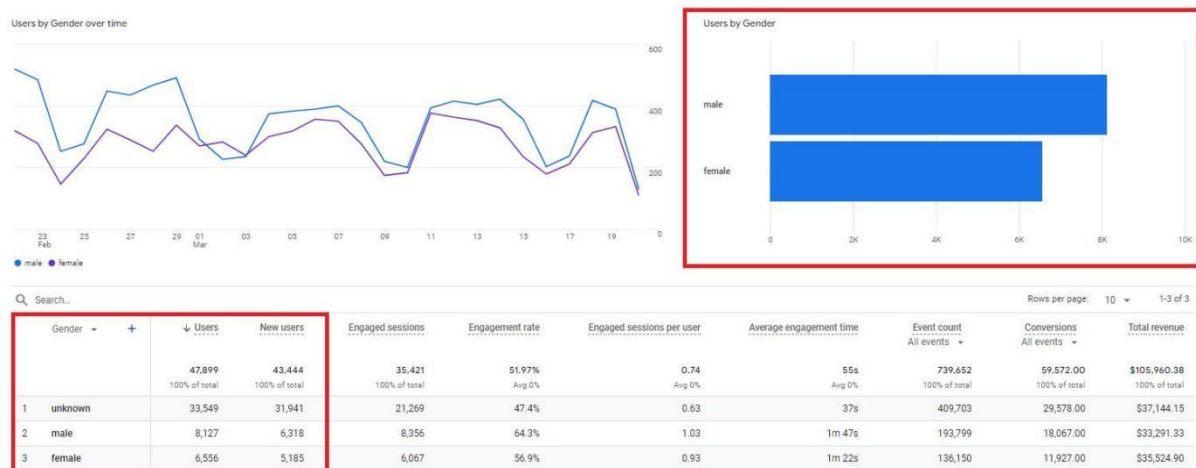 Users by Gender over time
600
400
200
0
23 Feb 25 27 29 01 Mar 03 05 07 09 11 13 15 17 19
male female
Users by Gender
male
female
0 2K 4K 6K 8K 10K
Search...
Rows per page: 10 1-3 of 3
Gender + ↓ Users New users Engaged sessions Engagement rate Engaged sessions per user Average engagement time Event count All events Conversions All events Total revenue
47,899 43,444 35,421 51.97% 0.74 55s 739,652 59,572.00 $105,960.38
100% of total 100% of total 100% of total Avg 0% Avg 0% Avg 0% 100% of total 100% of total 100% of total
1 unknown 33,549 31,941 21,269 47.4% 0.63 37s 409,703 29,578.00 $37,144.15
2 male 8,127 6,318 8,356 64.3% 1.03 1m 47s 193,799 18,067.00 $33,291.33
3 female 6,556 5,185 6,067 56.9% 0.93 1m 22s 136,150 11,927.00 $35,524.90